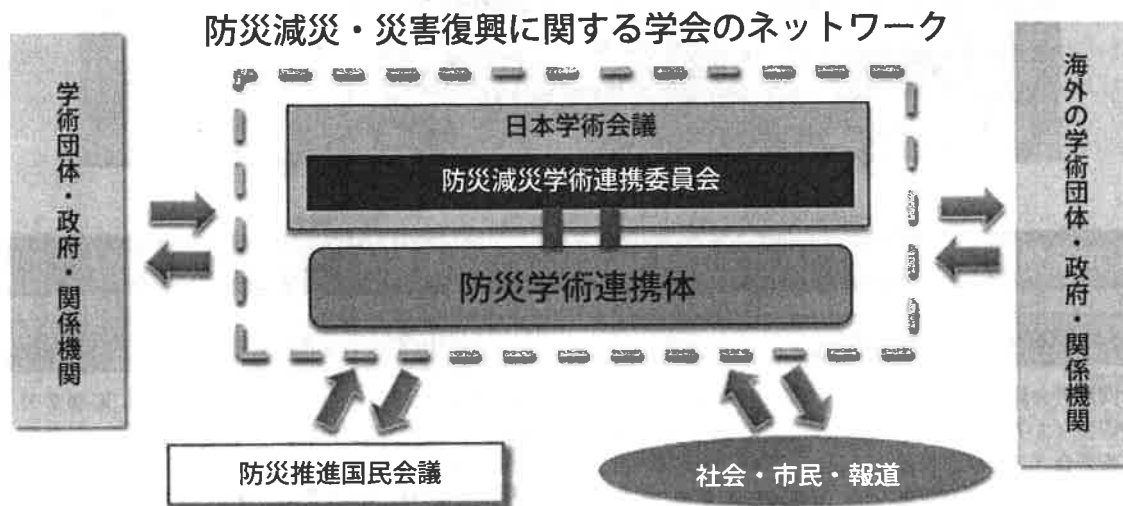 防災減災・災害復興に関する学会のネットワーク
学術団体・政府・関係機関
日本学術会議
防災減災学術連携委員会
防災学術連携体
海外の学術団体・政府・関係機関
防災推進国民会議
社会・市民・報道